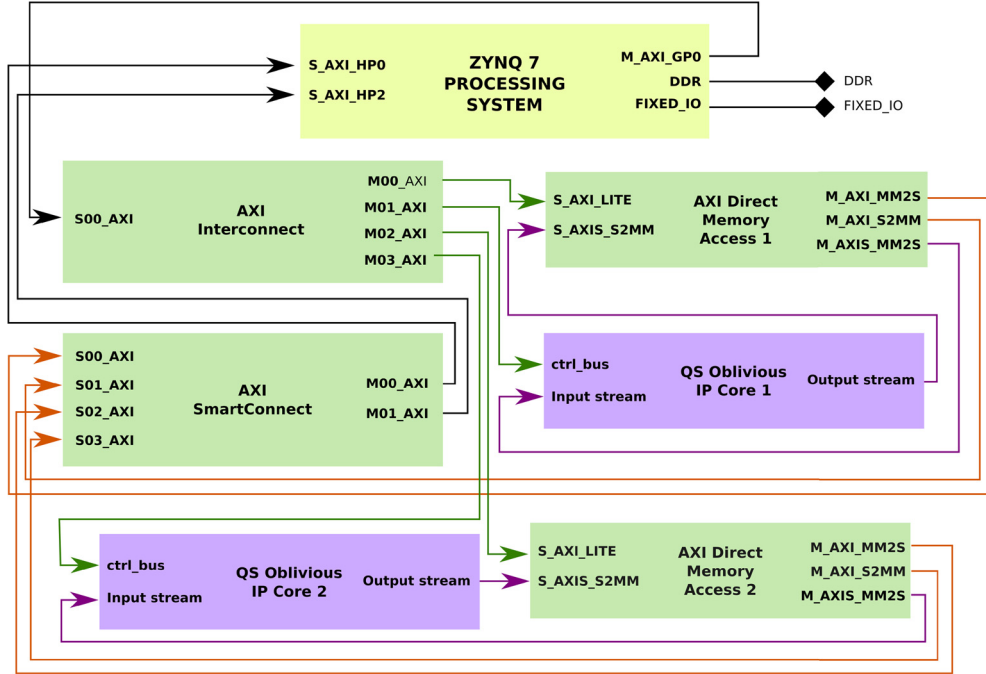 S_AXI_HP0
S_AXI_HP2
ZYNQ 7
PROCESSING
SYSTEM
M_AXI_GP0
DDR
FIXED_IO
DDR
FIXED_IO
S00_AXI
AXI
Interconnect
M00_AXI
M01_AXI
M02_AXI
M03_AXI
S_AXI_LITE
S_AXIS_S2MM
AXI Direct
Memory
Access 1
M_AXI_MM2S
M_AXI_S2MM
M_AXIS_MM2S
S00_AXI
S01_AXI
S02_AXI
S03_AXI
AXI
SmartConnect
M00_AXI
M01_AXI
ctrl_bus
Input stream
QS Oblivious
IP Core 1
Output stream
ctrl_bus
Input stream
QS Oblivious
IP Core 2
Output stream
S_AXI_LITE
S_AXIS_S2MM
AXI Direct
Memory
Access 2
M_AXI_MM2S
M_AXI_S2MM
M_AXIS_MM2S